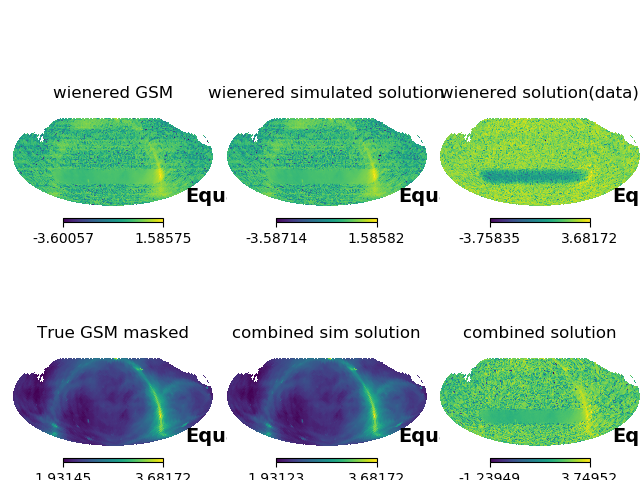 wienered GSM
wienered simulated solution
wienered solution(data)
Equ
Equ
Eq
-3.60057 1.58575
-3.58714 1.58582
-3.75835 3.68172
True GSM masked
combined sim solution
combined solution
Equ
Equ
Eq
1.93145 3.68172
1.93123 3.68172
-1.23949 3.74952